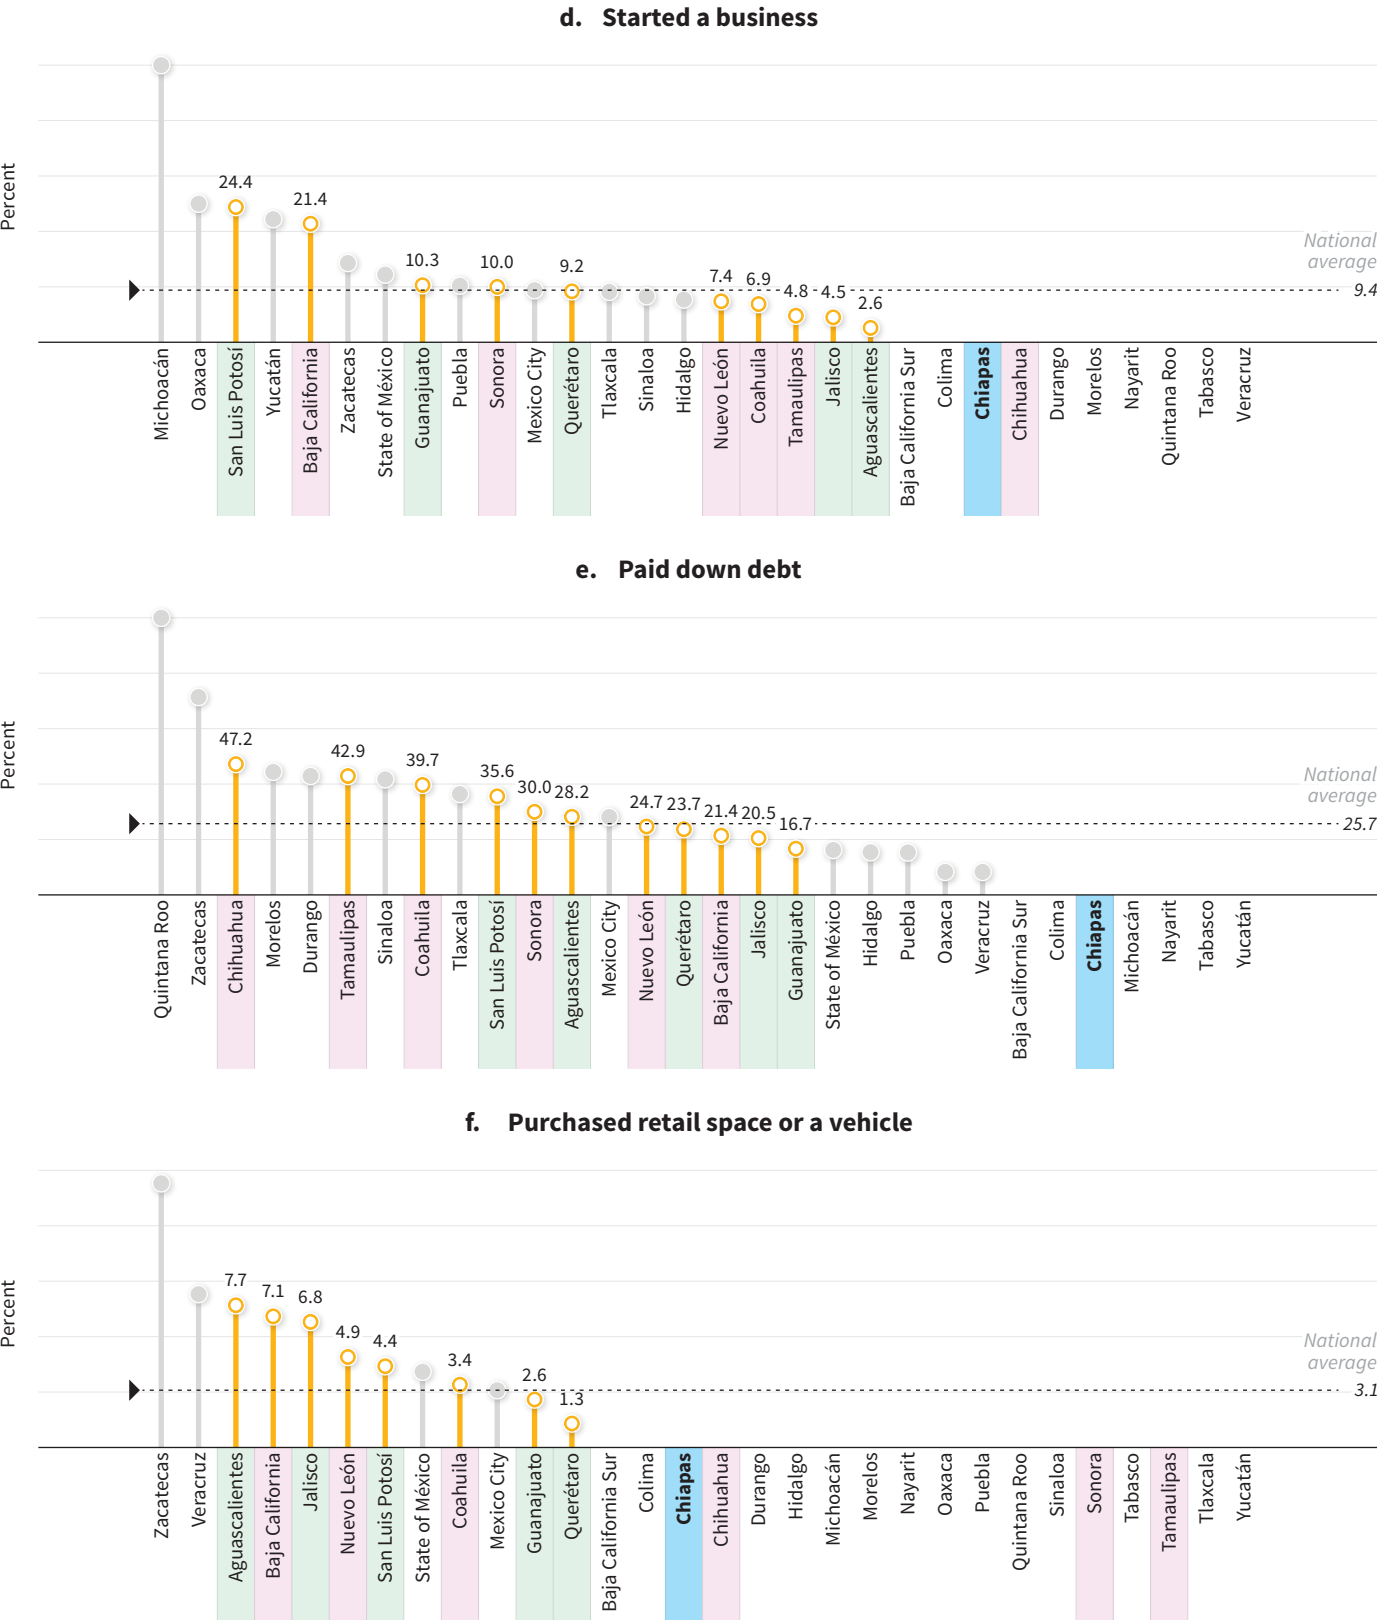 d. Started a business
Percent
24.4
21.4
10.3
10.0
9.2
7.4
6.9
4.8
4.5
2.6
National
average
9.4
Michoacán
Oaxaca
San Luis Potosí
Yucatán
Baja California
Zacatecas
State of México
Guanajuato
Puebla
Sonora
Mexico City
Querétaro
Tlaxcala
Sinaloa
Hidalgo
Nuevo León
Coahuila
Tamaulipas
Jalisco
Aguascalientes
Baja California Sur
Colima
Chiapas
Chihuahua
Durango
Morelos
Nayarit
Quintana Roo
Tabasco
Veracruz
e. Paid down debt
Percent
47.2
42.9
39.7
35.6
30.0
28.2
24.7
23.7
21.4
20.5
16.7
National
average
25.7
Quintana Roo
Zacatecas
Chihuahua
Morelos
Durango
Tamaulipas
Sinaloa
Coahuila
Tlaxcala
San Luis Potosí
Sonora
Aguascalientes
Mexico City
Nuevo León
Querétaro
Baja California
Jalisco
Guanajuato
State of México
Hidalgo
Puebla
Oaxaca
Veracruz
Baja California Sur
Colima
Chiapas
Michoacán
Nayarit
Tabasco
Yucatán
f. Purchased retail space or a vehicle
Percent
7.7
7.1
6.8
4.9
4.4
3.4
2.6
1.3
National
average
3.1
Zacatecas
Veracruz
Aguascalientes
Baja California
Jalisco
Nuevo León
San Luis Potosí
State of México
Coahuila
Mexico City
Guanajuato
Querétaro
Baja California Sur
Colima
Chiapas
Chihuahua
Durango
Hidalgo
Michoacán
Morelos
Nayarit
Oaxaca
Puebla
Quintana Roo
Sinaloa
Sonora
Tabasco
Tamaulipas
Tlaxcala
Yucatán